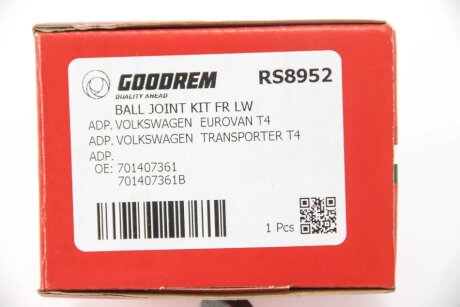 GOODREM RS8952
QUALITY AHEAD
BALL JOINT KIT FR LW
ADP. VOLKSWAGEN EUROVAN T4
ADP. VOLKSWAGEN TRANSPORTER T4
ADP.
OE: 701407361
701407361B
1 Pcs